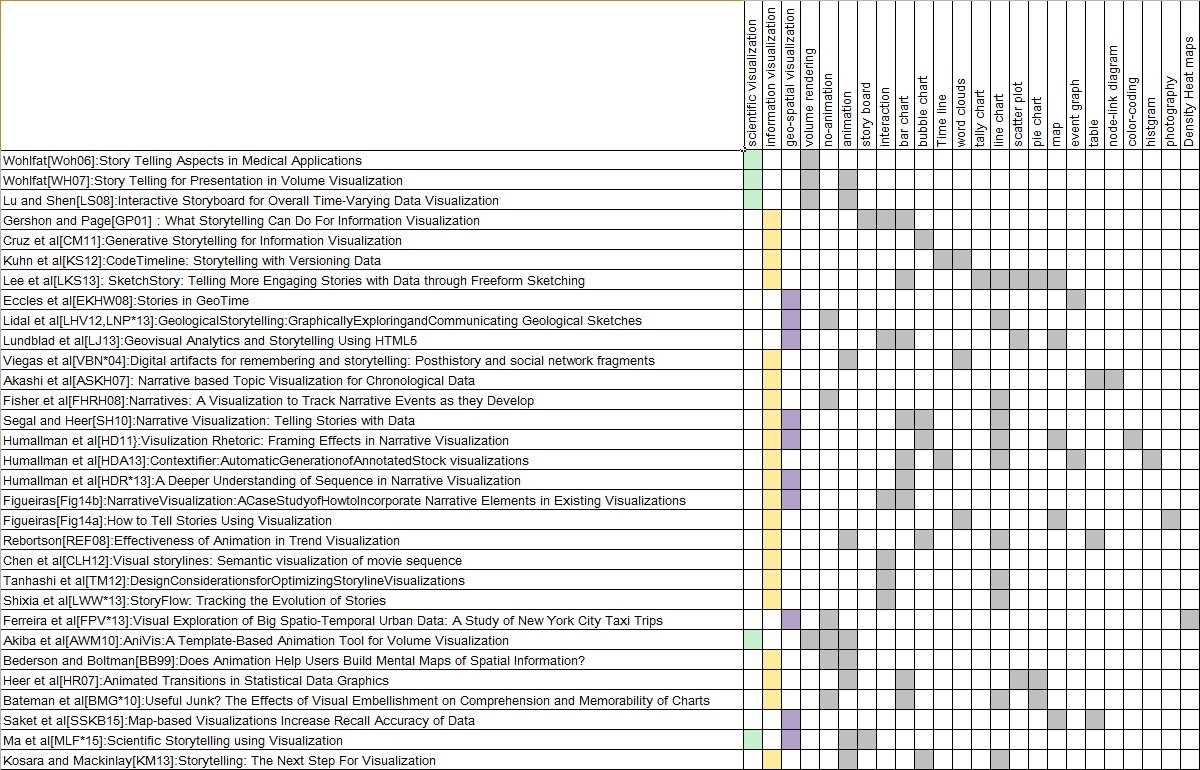 scientific visualization
information visualization
geo-spatial visualization
volume rendering
no-animation
animation
story board
interaction
bar chart
bubble chart
Time line
word clouds
tally chart
line chart
scatter plot
pie chart
map
event graph
table
node-link diagram
color-coding
histgram
photography
Density Heat maps
Wohlfat[Woh06]:Story Telling Aspects in Medical Applications
Wohlfat[WH07]:Story Telling for Presentation in Volume Visualization
Lu and Shen[LS08]:Interactive Storyboard for Overall Time-Varying Data Visualization
Gershon and Page[GP01] : What Storytelling Can Do For Information Visualization
Cruz et al[CM11]:Generative Storytelling for Information Visualization
Kuhn et al[KS12]:CodeTimeline: Storytelling with Versioning Data
Lee et al[LKS13]: SketchStory: Telling More Engaging Stories with Data through Freeform Sketching
Eccles et al[EKHW08]:Stories in GeoTime
Lidal et al[LHV12,LNP*13]:GeologicalStorytelling:GraphicallyExploringandCommunicating Geological Sketches
Lundblad et al[LJ13]:Geovisual Analytics and Storytelling Using HTML5
Viegas et al[VBN*04]:Digital artifacts for remembering and storytelling: Posthistory and social network fragments
Akashi et al[ASKH07]: Narrative based Topic Visualization for Chronological Data
Fisher et al[FHRH08]:Narratives: A Visualization to Track Narrative Events as they Develop
Segal and Heer[SH10]:Narrative Visualization: Telling Stories with Data
Humallman et al[HD11}:Visulization Rhetoric: Framing Effects in Narrative Visualization
Humallman et al[HDA13]:Contextifier:AutomaticGenerationofAnnotatedStock visualizations
Humallman et al[HDR*13]:A Deeper Understanding of Sequence in Narrative Visualization
Figueiras[Fig14b]:NarrativeVisualization:ACaseStudyofHowtoIncorporate Narrative Elements in Existing Visualizations
Figueiras[Fig14a]:How to Tell Stories Using Visualization
Rebortson[REF08]:Effectiveness of Animation in Trend Visualization
Chen et al[CLH12]:Visual storylines: Semantic visualization of movie sequence
Tanhashi et al[TM12]:DesignConsiderationsforOptimizingStorylineVisualizations
Shixia et al[LWW*13]:StoryFlow: Tracking the Evolution of Stories
Ferreira et al[FPV*13]:Visual Exploration of Big Spatio-Temporal Urban Data: A Study of New York City Taxi Trips
Akiba et al[AWM10]:AniVis:A Template-Based Animation Tool for Volume Visualization
Bederson and Boltman[BB99]:Does Animation Help Users Build Mental Maps of Spatial Information?
Heer et al[HR07]:Animated Transitions in Statistical Data Graphics
Bateman et al[BMG*10]:Useful Junk? The Effects of Visual Embellishment on Comprehension and Memorability of Charts
Saket et al[SSKB15]:Map-based Visualizations Increase Recall Accuracy of Data
Ma et al[MLF*15]:Scientific Storytelling using Visualization
Kosara and Mackinlay[KM13]:Storytelling: The Next Step For Visualization